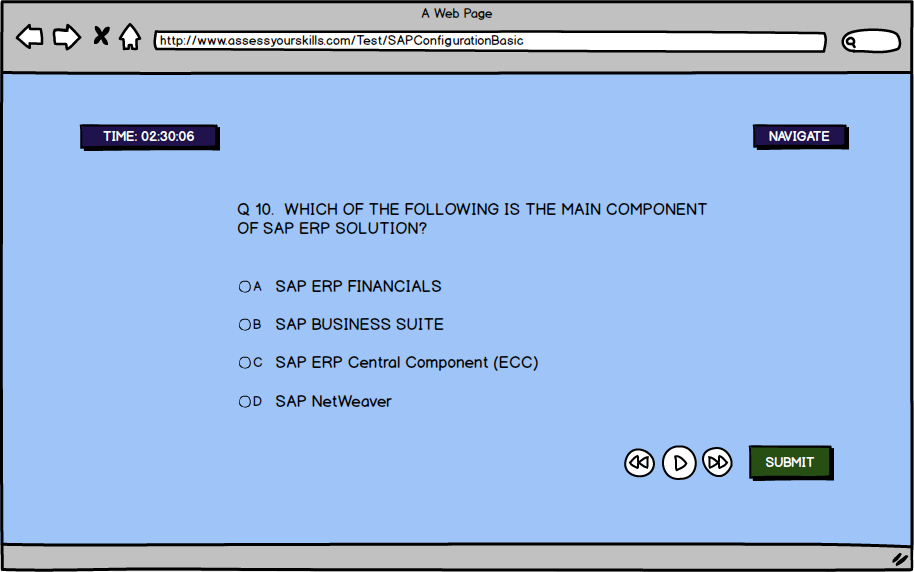 A Web Page
http://www.assessyourskills.com/Test/SAPConfigurationBasic
TIME: 02:30:06
NAVIGATE
Q 10. WHICH OF THE FOLLOWING IS THE MAIN COMPONENT
OF SAP ERP SOLUTION?
A SAP ERP FINANCIALS
B SAP BUSINESS SUITE
C SAP ERP Central Component (ECC)
D SAP NetWeaver
SUBMIT